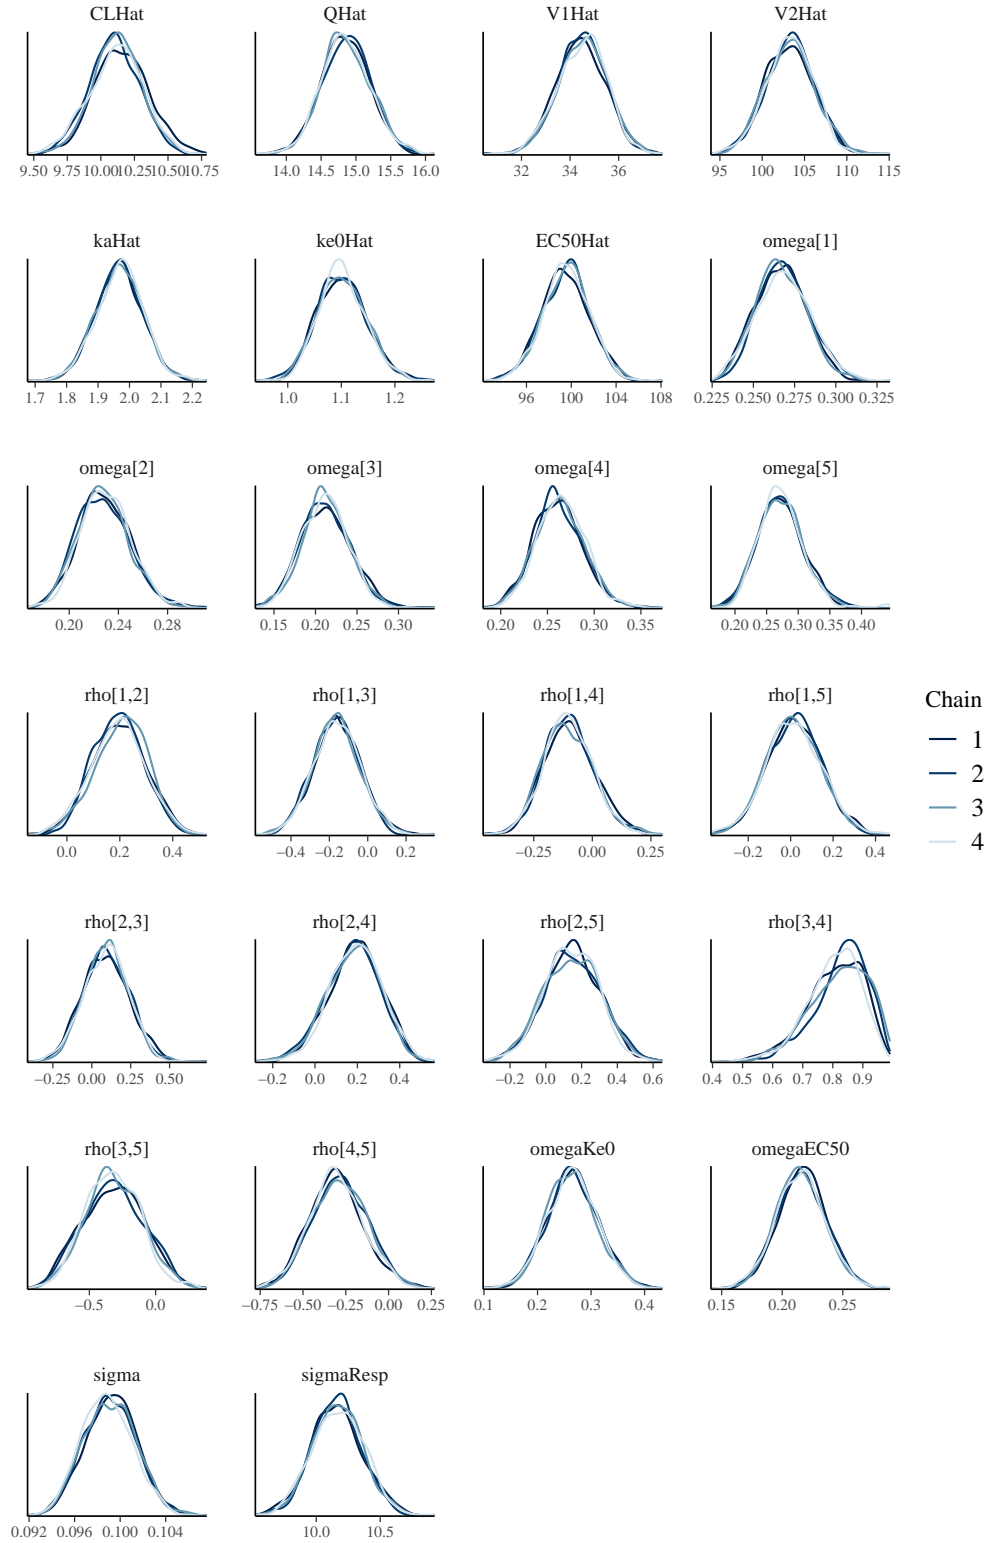 CLHat QHat V1Hat V2Hat
9.50 9.75 10.00 10.25 10.50 10.75 14.0 14.5 15.0 15.5 16.0 32 34 36 95 100 105 110 115
kaHat ke0Hat EC50Hat omega[1]
1.7 1.8 1.9 2.0 2.1 2.2 1.0 1.1 1.2 96 100 104 108 0.225 0.250 0.275 0.300 0.325
omega[2] omega[3] omega[4] omega[5]
0.20 0.24 0.28 0.15 0.20 0.25 0.30 0.20 0.25 0.30 0.35 0.20 0.25 0.30 0.35 0.40
rho[1,2] rho[1,3] rho[1,4] rho[1,5]
0.0 0.2 0.4 −0.4 −0.2 0.0 0.2 −0.25 0.00 0.25 −0.2 0.0 0.2 0.4
Chain
1
2
3
4
rho[2,3] rho[2,4] rho[2,5] rho[3,4]
−0.25 0.00 0.25 0.50 −0.2 0.0 0.2 0.4 −0.2 0.0 0.2 0.4 0.6 0.4 0.5 0.6 0.7 0.8 0.9
rho[3,5] rho[4,5] omegaKe0 omegaEC50
−0.5 0.0 −0.75 −0.50 −0.25 0.00 0.25 0.1 0.2 0.3 0.4 0.15 0.20 0.25
sigma sigmaResp
0.092 0.096 0.100 0.104 10.0 10.5